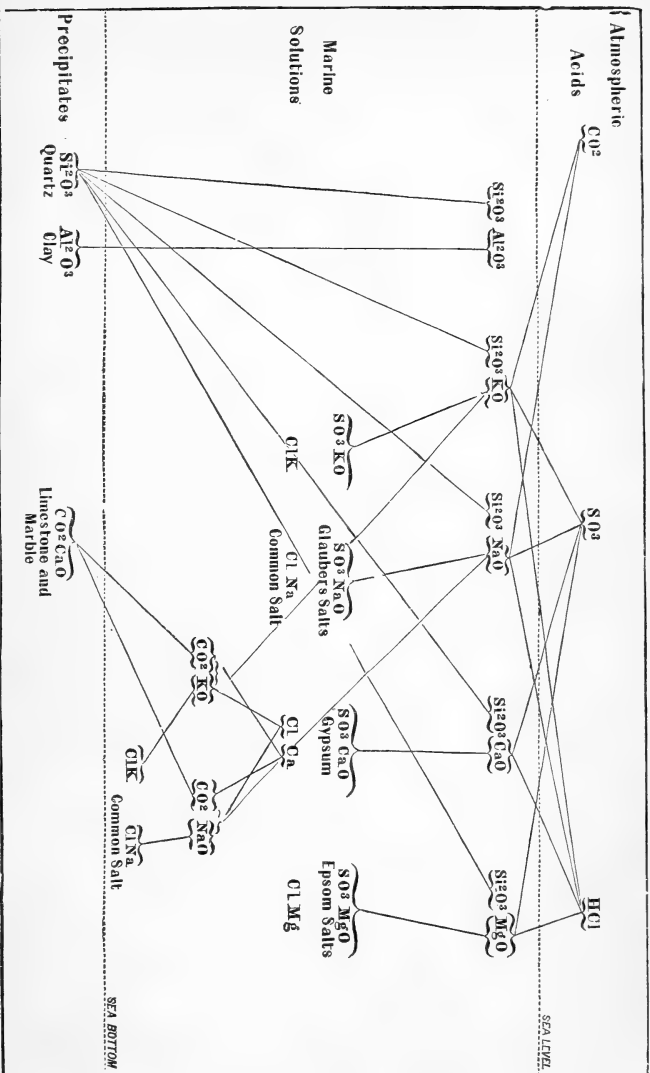 Atmospheric
Acids
CO²
SO³
HCl
SEA LEVEL
Marine
Solutions
Si²O³ Al²O³
Si²O³ KO
Si²O³ NaO
Si²O³ CaO
Si²O³ MgO
SO³ KO
SO³ NaO
Glaubers Salts
SO³ CaO
Gypsum
SO³ MgO
Epsom Salts
ClK
Cl Na
Common Salt
Cl Ca
Cl Mg
CO² KO
CO² NaO
ClK
ClNa
Common Salt
SEA BOTTOM
Precipitates
Si²O³
Quartz
Al²O³
Clay
CO²CaO
Limestone and
Marble